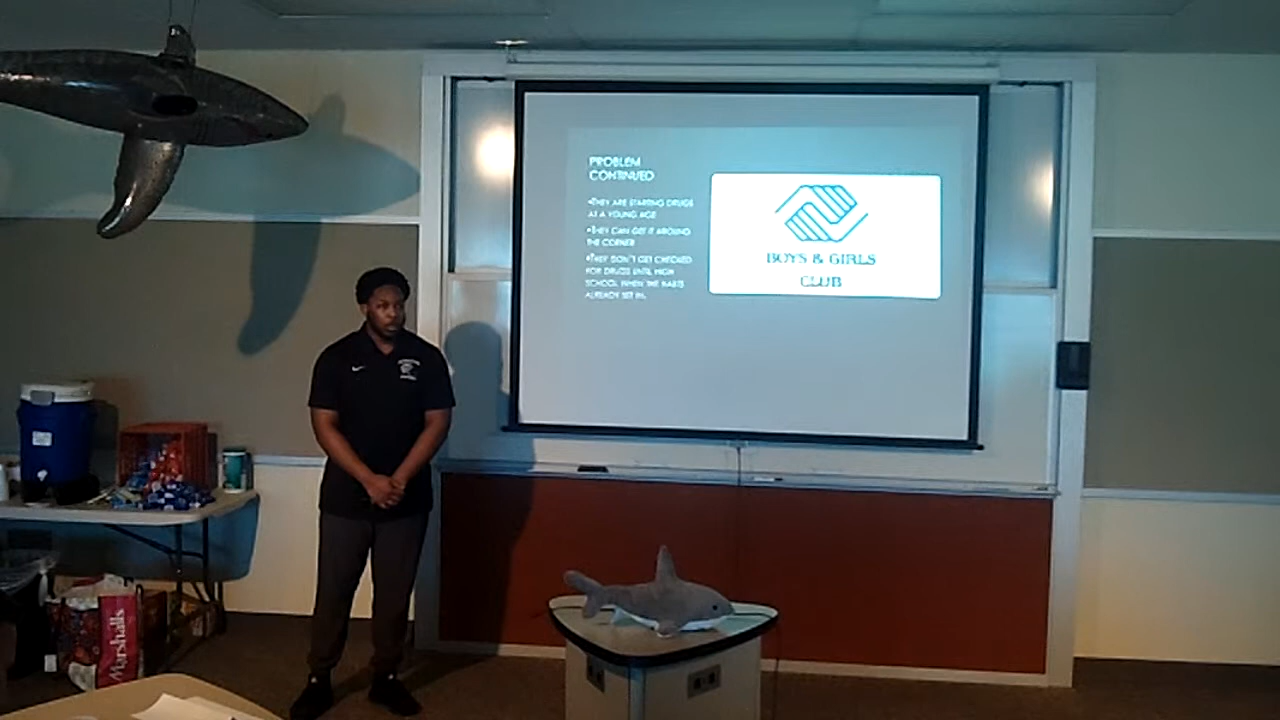 PROBLEM
CONTINUED
•THEY ARE STARTING DRUGS
AT A YOUNG AGE
•THEY CAN GET IT AROUND
THE CORNER
•THEY DON'T GET CHECKED
FOR DRUGS UNTIL HIGH
SCHOOL WHEN THE HABITS
ALREADY SET IN.
BOYS & GIRLS
CLUB
Marshalls